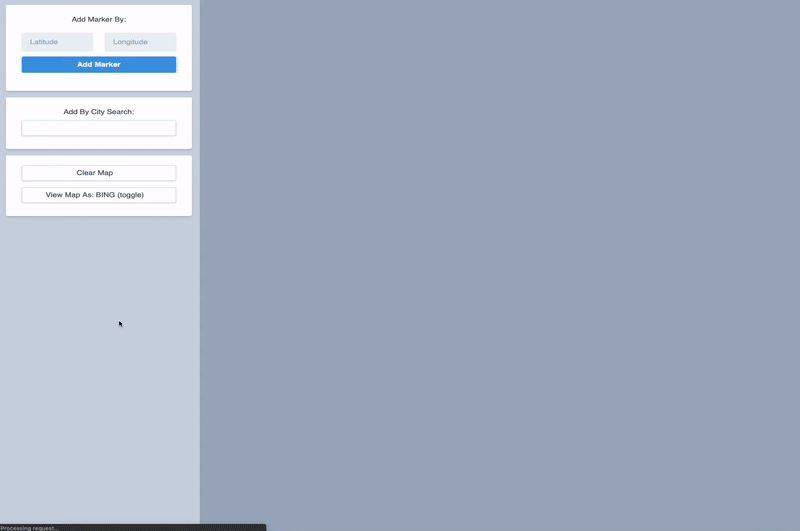 Add Marker By:
Latitude Longitude
Add Marker
Add By City Search:
Clear Map
View Map As: BING (toggle)
Processing request...